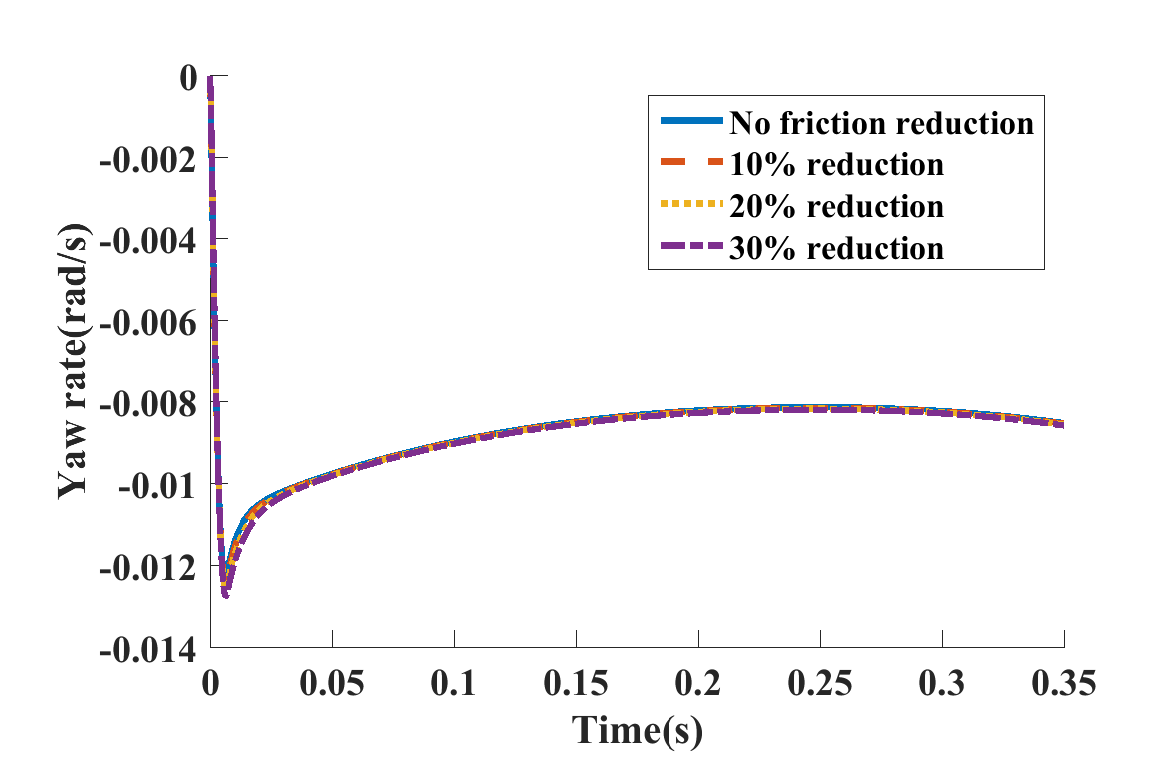 0
-0.002
-0.004
-0.006
-0.008
-0.01
-0.012
-0.014
Yaw rate(rad/s)
No friction reduction
10% reduction
20% reduction
30% reduction
0 0.05 0.1 0.15 0.2 0.25 0.3 0.35
Time(s)